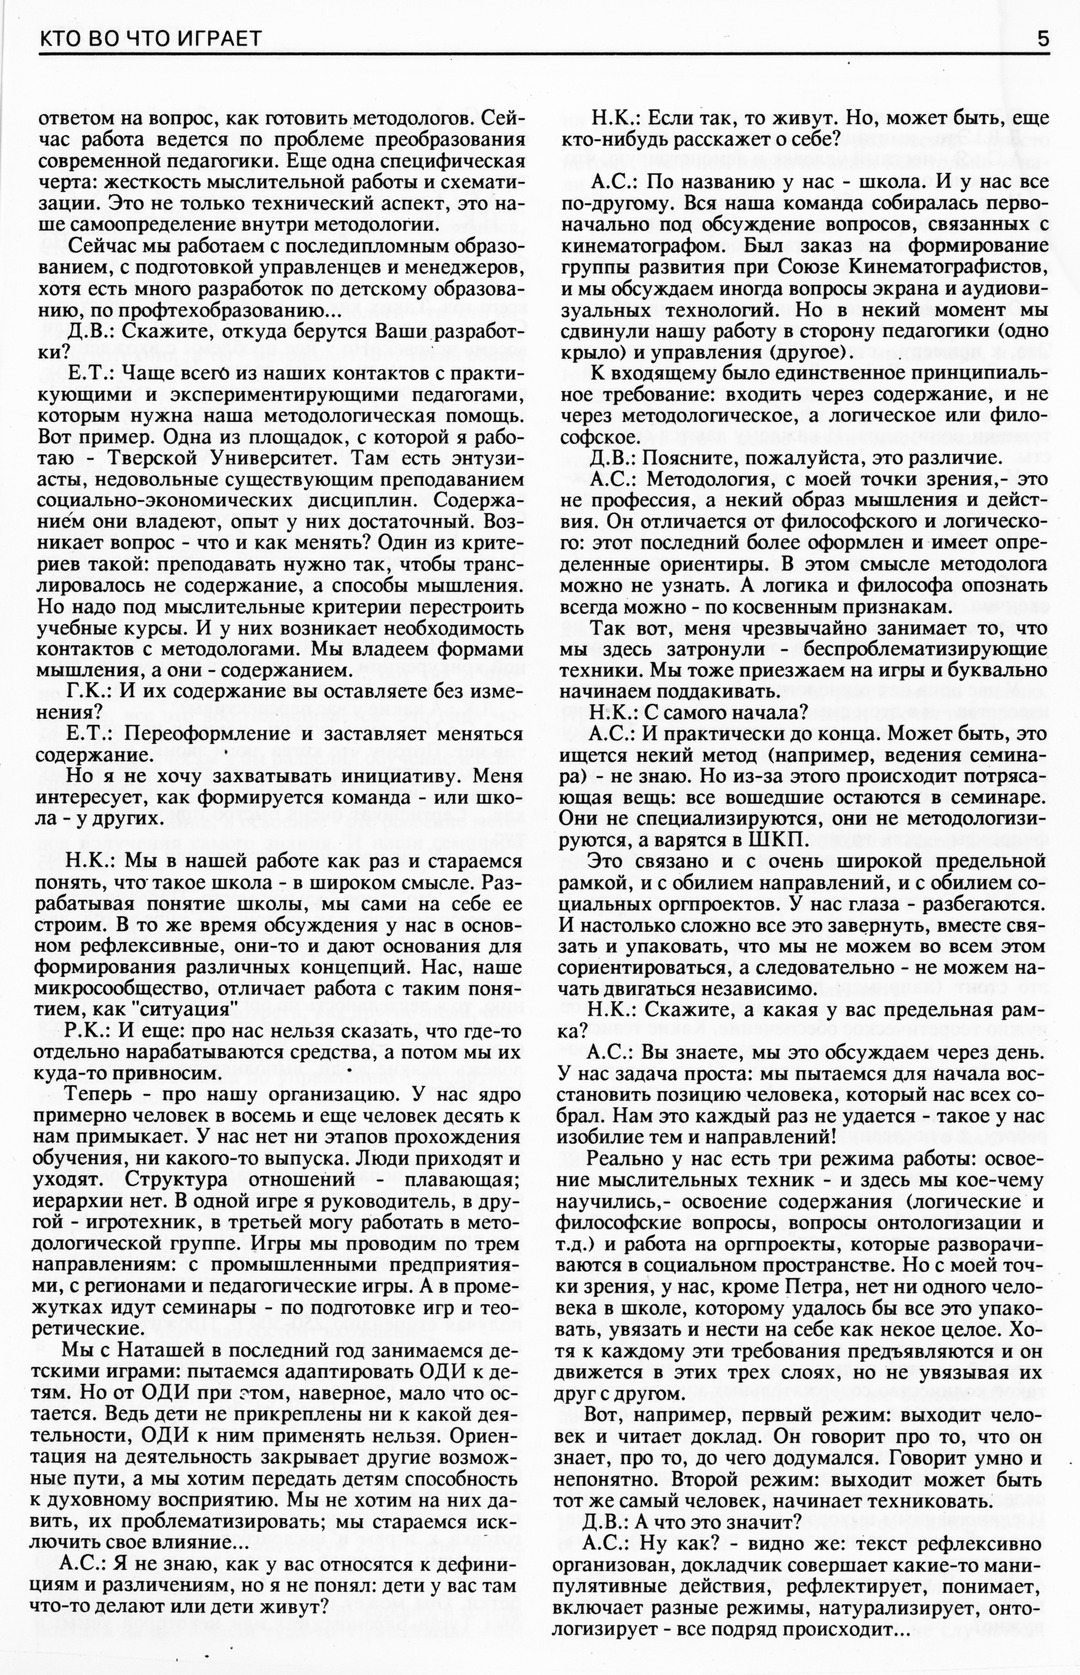 КТО ВО ЧТО ИГРАЕТ 5
ответом на вопрос, как готовить методологов. Сей-
час работа ведется по проблеме преобразования
современной педагогики. Еще одна специфическая
черта: жесткость мыслительной работы и схемати-
зации. Это не только технический аспект, это на-
ше самоопределение внутри методологии.
Сейчас мы работаем с последипломным образо-
ванием, с подготовкой управленцев и менеджеров,
хотя есть много разработок по детскому образова-
нию, по профтехобразованию...
Д.В.: Скажите, откуда берутся Ваши разработ-
ки?
Е.Т.: Чаще всего из наших контактов с практи-
кующими и экспериментирующими педагогами,
которым нужна наша методологическая помощь.
Вот пример. Одна из площадок, с которой я рабо-
таю - Тверской Университет. Там есть энтузи-
асты, недовольные существующим преподаванием
социально-экономических дисциплин. Содержа-
нием они владеют, опыт у них достаточный. Воз-
никает вопрос - что и как менять? Один из крите-
риев такой: преподавать нужно так, чтобы транс-
лировалось не содержание, а способы мышления.
Но надо под мыслительные критерии перестроить
учебные курсы. И у них возникает необходимость
контактов с методологами. Мы владеем формами
мышления, а они - содержанием.
Г.К.: И их содержание вы оставляете без изме-
нения?
Е.Т.: Переоформление и заставляет меняться
содержание.
Но я не хочу захватывать инициативу. Меня
интересует, как формируется команда - или шко-
ла - у других.
Н.К.: Мы в нашей работе как раз и стараемся
понять, что такое школа - в широком смысле. Раз-
рабатывая понятие школы, мы сами на себе ее
строим. В то же время обсуждения у нас в основ-
ном рефлексивные, они-то и дают основания для
формирования различных концепций. Нас, наше
микросообщество, отличает работа с таким поня-
тием, как "ситуация"
Р.К.: И еще: про нас нельзя сказать, что где-то
отдельно нарабатываются средства, а потом мы их
куда-то привносим.
Теперь - про нашу организацию. У нас ядро
примерно человек в восемь и еще человек десять к
нам примыкает. У нас нет ни этапов прохождения
обучения, ни какого-то выпуска. Люди приходят и
уходят. Структура отношений - плавающая;
иерархии нет. В одной игре я руководитель, в дру-
гой - игротехник, в третьей могу работать в мето-
дологической группе. Игры мы проводим по трем
направлениям: с промышленными предприятия-
ми, с регионами и педагогические игры. А в проме-
жутках идут семинары - по подготовке игр и тео-
ретические.
Мы с Наташей в последний год занимаемся де-
тскими играми: пытаемся адаптировать ОДИ к де-
тям. Но от ОДИ при этом, наверное, мало что ос-
тается. Ведь дети не прикреплены ни к какой дея-
тельности, ОДИ к ним применять нельзя. Ориен-
тация на деятельность закрывает другие возмож-
ные пути, а мы хотим передать детям способность
к духовному восприятию. Мы не хотим на них да-
вить, их проблематизировать; мы стараемся иск-
лючить свое влияние...
А.С.: Я не знаю, как у вас относятся к дефини-
циям и различениям, но я не понял: дети у вас там
что-то делают или дети живут?
Н.К.: Если так, то живут. Но, может быть, еще
кто-нибудь расскажет о себе?
А.С.: По названию у нас - школа. И у нас все
по-другому. Вся наша команда собиралась перво-
начально под обсуждение вопросов, связанных с
кинематографом. Был заказ на формирование
группы развития при Союзе Кинематографистов,
и мы обсуждаем иногда вопросы экрана и аудиови-
зуальных технологий. Но в некий момент мы
сдвинули нашу работу в сторону педагогики (одно
крыло) и управления (другое).
К входящему было единственное принципиаль-
ное требование: входить через содержание, и не
через методологическое, а логическое или фило-
софское.
Д.В.: Поясните, пожалуйста, это различие.
А.С.: Методология, с моей точки зрения,- это
не профессия, а некий образ мышления и дейст-
вия. Он отличается от философского и логическо-
го: этот последний более оформлен и имеет опре-
деленные ориентиры. В этом смысле методолога
можно не узнать. А логика и философа опознать
всегда можно - по косвенным признакам.
Так вот, меня чрезвычайно занимает то, что
мы здесь затронули - беспроблематизирующие
техники. Мы тоже приезжаем на игры и буквально
начинаем поддакивать.
Н.К.: С самого начала?
А.С.: И практически до конца. Может быть, это
ищется некий метод (например, ведения семина-
ра) - не знаю. Но из-за этого происходит потряса-
ющая вещь: все вошедшие остаются в семинаре.
Они не специализируются, они не методологизи-
руются, а варятся в ШКП.
Это связано и с очень широкой предельной
рамкой, и с обилием направлений, и с обилием со-
циальных оргпроектов. У нас глаза - разбегаются.
И настолько сложно все это завернуть, вместе свя-
зать и упаковать, что мы не можем во всем этом
сориентироваться, а следовательно - не можем на-
чать двигаться независимо.
Н.К.: Скажите, а какая у вас предельная рам-
ка?
А.С.: Вы знаете, мы это обсуждаем через день.
У нас задача проста: мы пытаемся для начала вос-
становить позицию человека, который нас всех со-
брал. Нам это каждый раз не удается - такое у нас
изобилие тем и направлений!
Реально у нас есть три режима работы: освое-
ние мыслительных техник - и здесь мы кое-чему
научились,- освоение содержания (логические и
философские вопросы, вопросы онтологизации и
т.д.) и работа на оргпроекты, которые разворачи-
ваются в социальном пространстве. Но с моей точ-
ки зрения, у нас, кроме Петра, нет ни одного чело-
века в школе, которому удалось бы все это упако-
вать, увязать и нести на себе как некое целое. Хо-
тя к каждому эти требования предъявляются и он
движется в этих трех слоях, но не увязывая их
друг с другом.
Вот, например, первый режим: выходит чело-
век и читает доклад. Он говорит про то, что он
знает, про то, до чего додумался. Говорит умно и
непонятно. Второй режим: выходит может быть
тот же самый человек, начинает техниковать.
Д.В.: А что это значит?
А.С.: Ну как? - видно же: текст рефлексивно
организован, докладчик совершает какие-то мани-
пулятивные действия, рефлектирует, понимает,
включает разные режимы, натурализирует, онто-
логизирует - все подряд происходит...